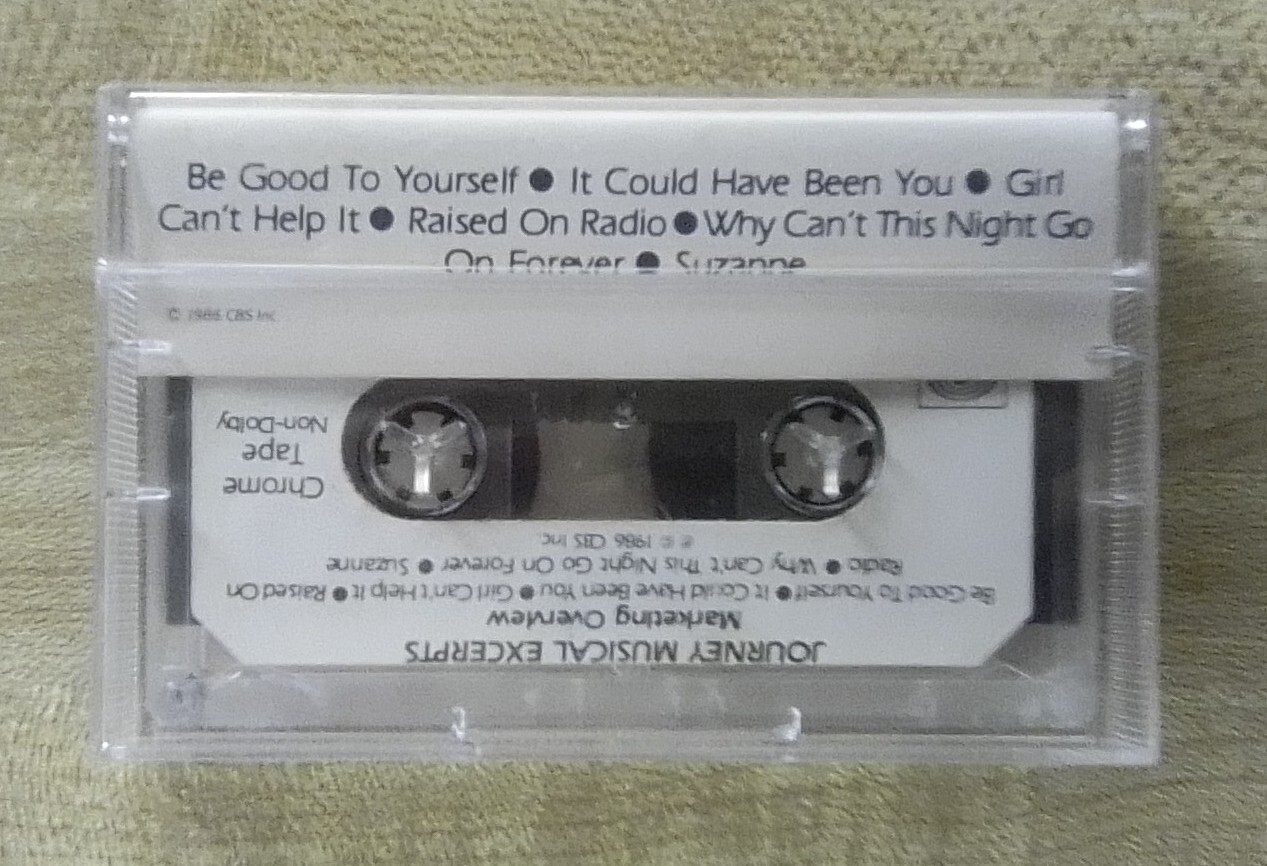 Be Good To Yourself ● It Could Have Been You ● Girl
Can't Help It ● Raised On Radio ● Why Can't This Night Go
On Forever ● Suzanne
© 1986 CBS Inc
JOURNEY MUSICAL EXCERPTS
Marketing Overview
Be Good To Yourself ● It Could Have Been You ● Girl Can't Help It ● Raised On
Radio ● Why Can't This Night Go On Forever ● Suzanne
℗ © 1986 CBS Inc.
Chrome
Tape
Non-Dolby